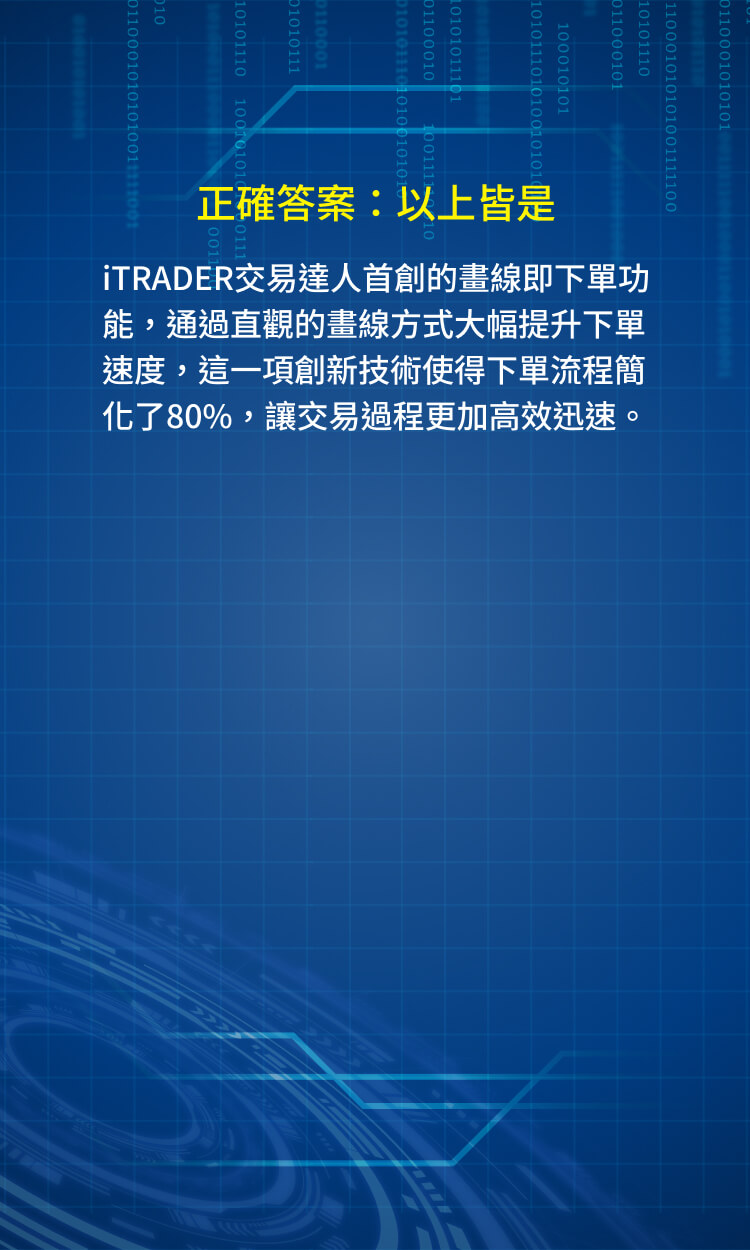 正確答案：以上皆是
iTRADER交易達人首創的畫線即下單功
能，通過直觀的畫線方式大幅提升下單
速度，這一項創新技術使得下單流程簡
化了80%，讓交易過程更加高效迅速。